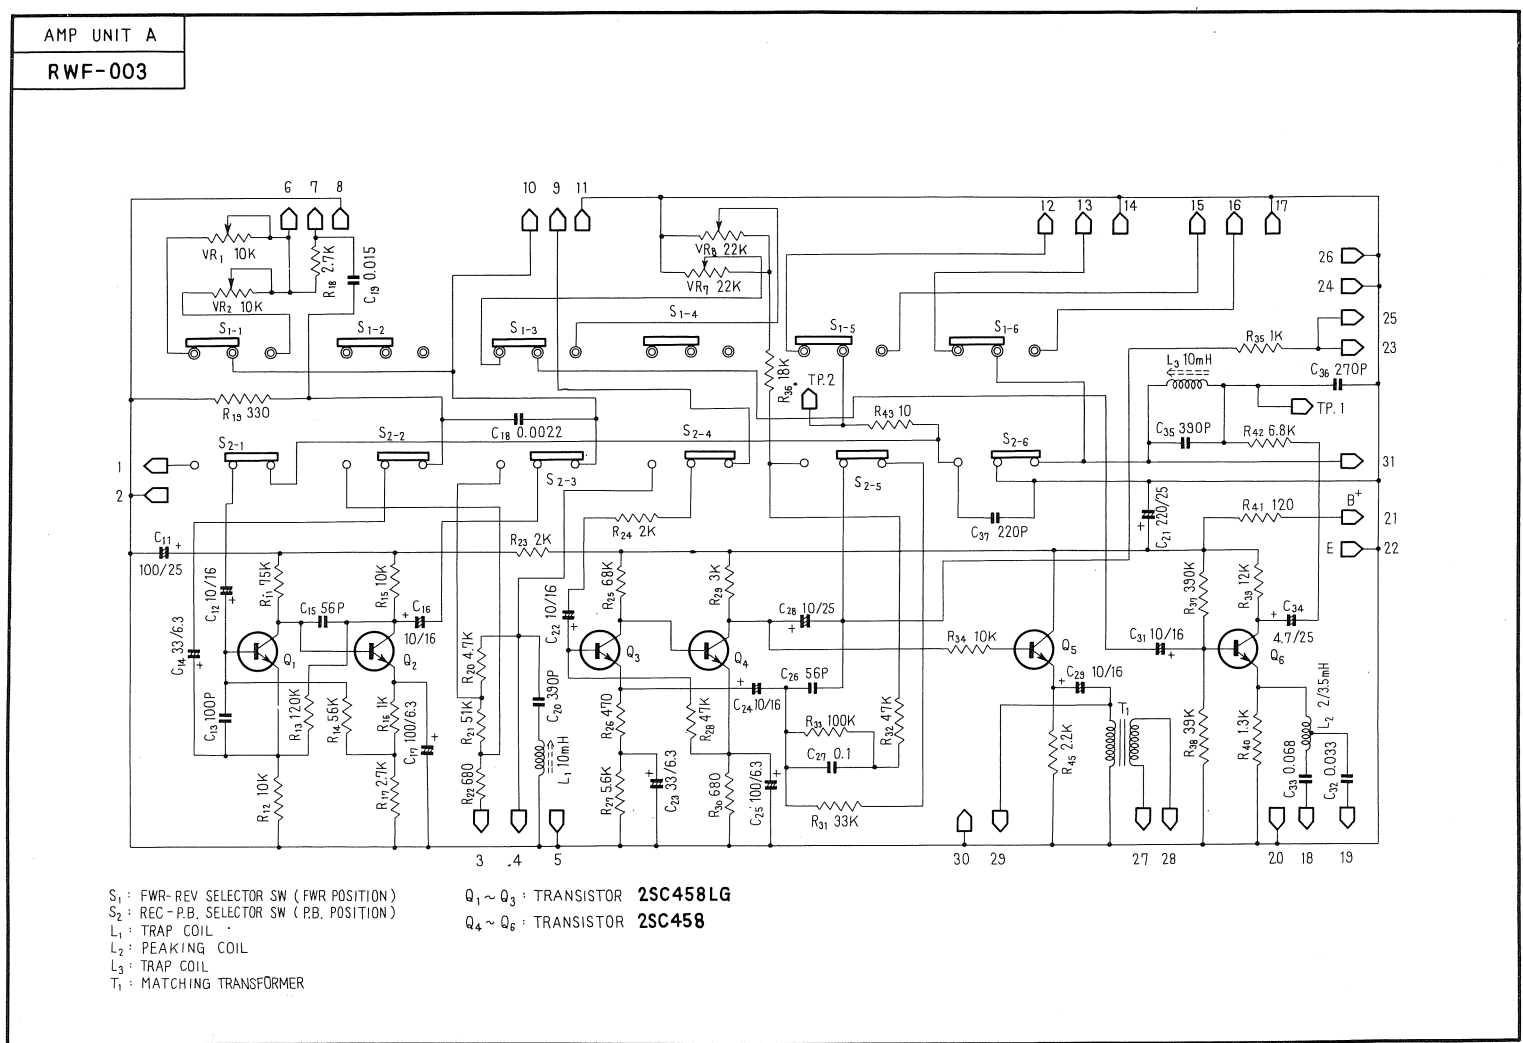 AMP UNIT A
RWF-003
6 7 8 10 9 11 12 13 14 15 16 17
VR1 10K
VR2 10K
R18 2.7K
C19 0.015
VR8 22K
VR7 22K
26
24
25
23
S1-1 S1-2 S1-3 S1-4 S1-5 S1-6
R35 1K
L3 10mH
C36 270P
R36 18K
TP.2
TP.1
R19 330
C18 0.0022
R43 10
C35 390P
R42 6.8K
S2-1 S2-2 S2-3 S2-4 S2-5 S2-6
1
31
2
R24 2K
C37 220P
C21 220/25
+
R41 120
B+
21
E
22
C11 +
100/25
R23 2K
C12 10/16
+
R11 75K
R15 10K
C15 56P
C16
+
10/16
C14 33/6.3
+
Q1
Q2
C13 100P
R13 120K
R14 56K
R16 1K
C17 100/6.3
+
R12 10K
R17 2.7K
R20 4.7K
R21 51K
R22 680
C20 390P
L1 10mH
C22 10/16
+
R25 68K
R29 3K
Q3
Q4
C28 10/25
+
C24 10/16
+
C26 56P
R26 470
R28 47K
R33 100K
R32 47K
C27 0.1
R27 5.6K
C23 33/6.3
+
R30 680
C25 100/6.3
+
R31 33K
R34 10K
Q5
C29 10/16
+
T1
R45 2.2K
R37 390K
R39 12K
C31 10/16
+
Q6
C34
+
4.7/25
R38 39K
R40 1.3K
L2 2/3.5mH
C33 0.068
C32 0.033
3 .4 5 30 29 27 28 20 18 19
S1 : FWR-REV SELECTOR SW ( FWR POSITION )
S2 : REC-P.B. SELECTOR SW ( P.B. POSITION )
L1 : TRAP COIL
L2 : PEAKING COIL
L3 : TRAP COIL
T1 : MATCHING TRANSFORMER
Q1 ~ Q3 : TRANSISTOR 2SC458LG
Q4 ~ Q6 : TRANSISTOR 2SC458